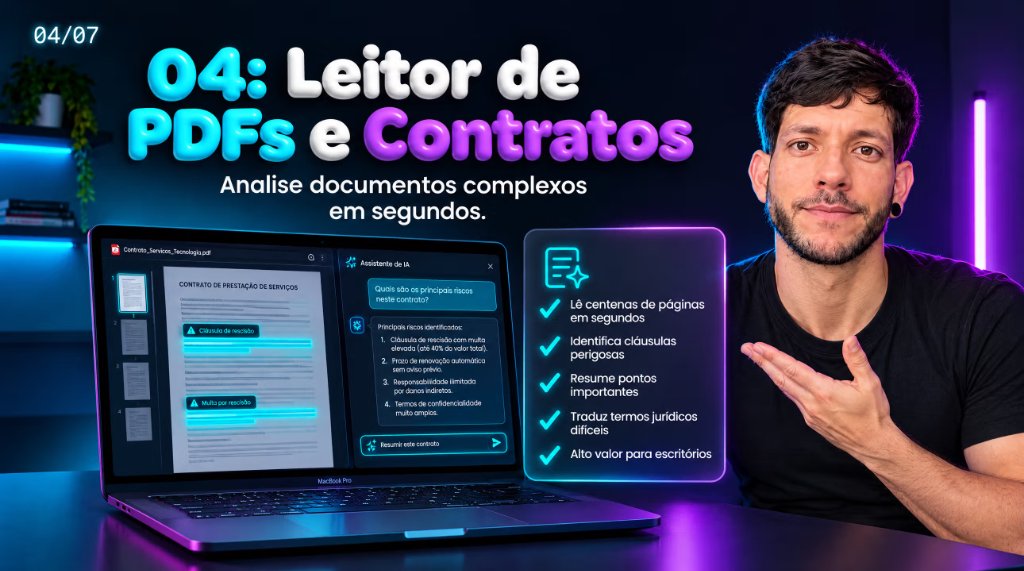 04/07
04: Leitor de
PDFs e Contratos
Analise documentos complexos
em segundos.
Contrato_Servicos_Tecnologia.pdf
1
2
3
4
CONTRATO DE PRESTAÇÃO DE SERVIÇOS
Cláusula de rescisão
Multa por rescisão
Assistente de IA
Quais são os principais riscos
neste contrato?
Principais riscos identificados:
1. Cláusula de rescisão com multa
elevada (até 40% do valor total).
2. Prazo de renovação automática
sem aviso prévio.
3. Responsabilidade ilimitada
por danos indiretos.
4. Termos de confidencialidade
muito amplos.
Resumir este contrato
MacBook Pro
Lê centenas de páginas
em segundos
Identifica cláusulas
perigosas
Resume pontos
importantes
Traduz termos jurídicos
difíceis
Alto valor para escritórios